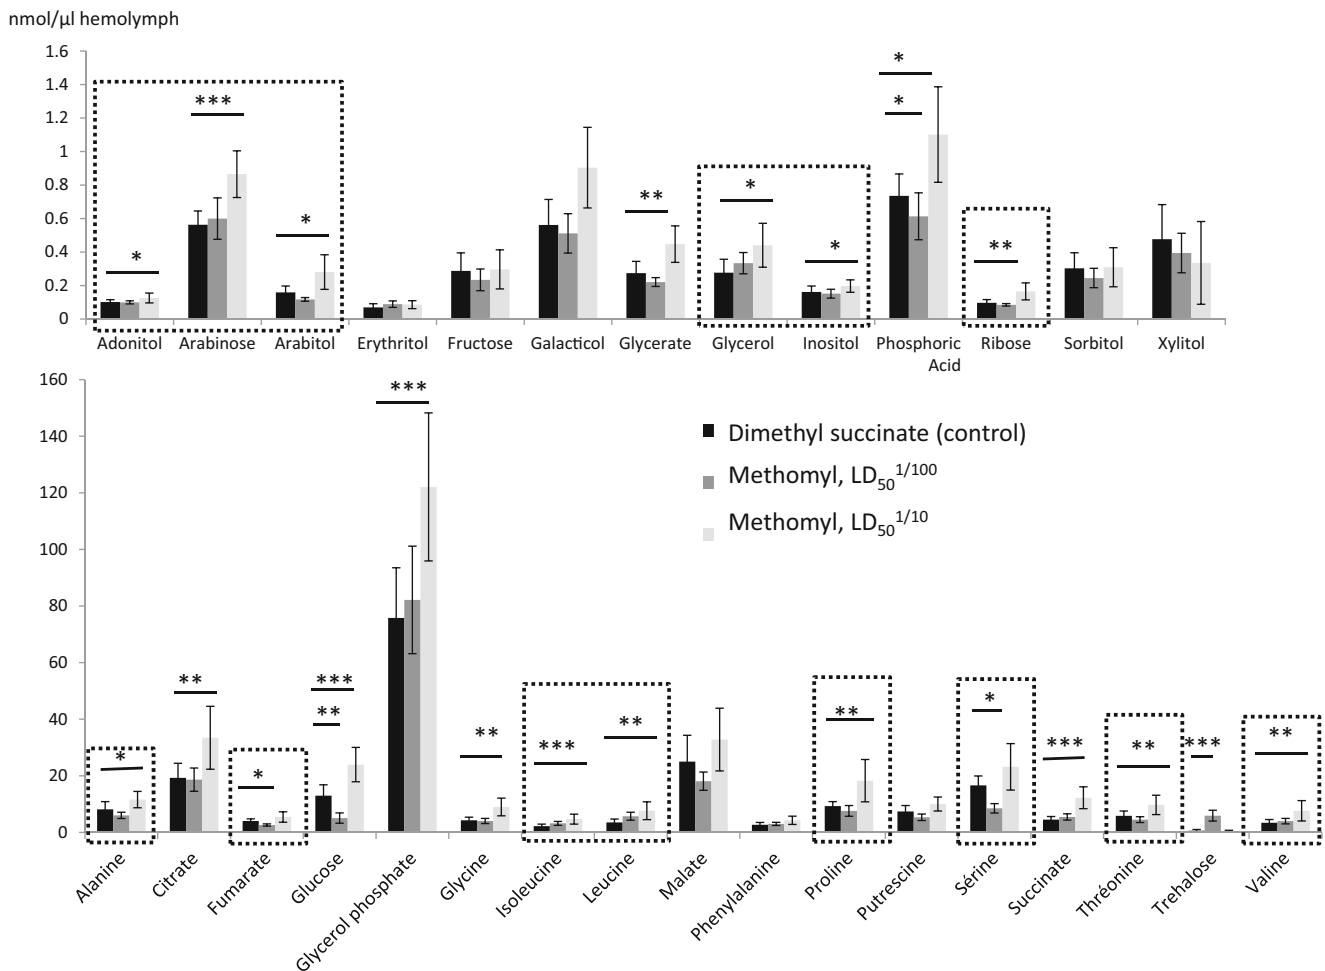 nmol/µl hemolymph
1.6
1.4
1.2
1
0.8
0.6
0.4
0.2
0
*
***
*
**
*
*
*
*
**
Adonitol Arabinose Arabitol Erythritol Fructose Galacticol Glycerate Glycerol Inositol Phosphoric Acid Ribose Sorbitol Xylitol
160
140
120
100
80
60
40
20
0
Dimethyl succinate (control)
Methomyl, LD50 1/100
Methomyl, LD50 1/10
*
**
*
***
**
***
**
***
**
**
*
***
**
***
**
Alanine
Citrate
Fumarate
Glucose
Glycerol phosphate
Glycine
Isoleucine
Leucine
Malate
Phenylalanine
Proline
Putrescine
Sérine
Succinate
Thréonine
Trehalose
Valine